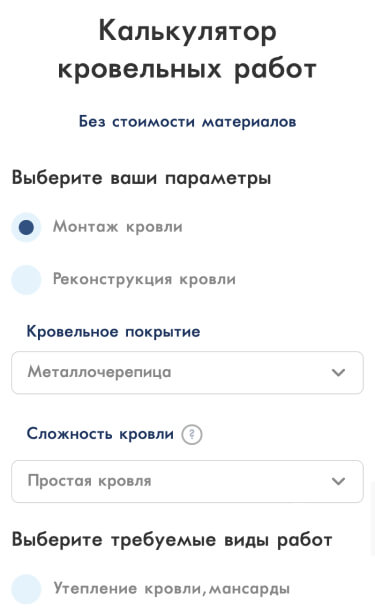 Калькулятор
кровельных работ
Без стоимости материалов
Выберите ваши параметры
Монтаж кровли
Реконструкция кровли
Кровельное покрытие
Металлочерепица
Сложность кровли ?
Простая кровля
Выберите требуемые виды работ
Утепление кровли, мансарды